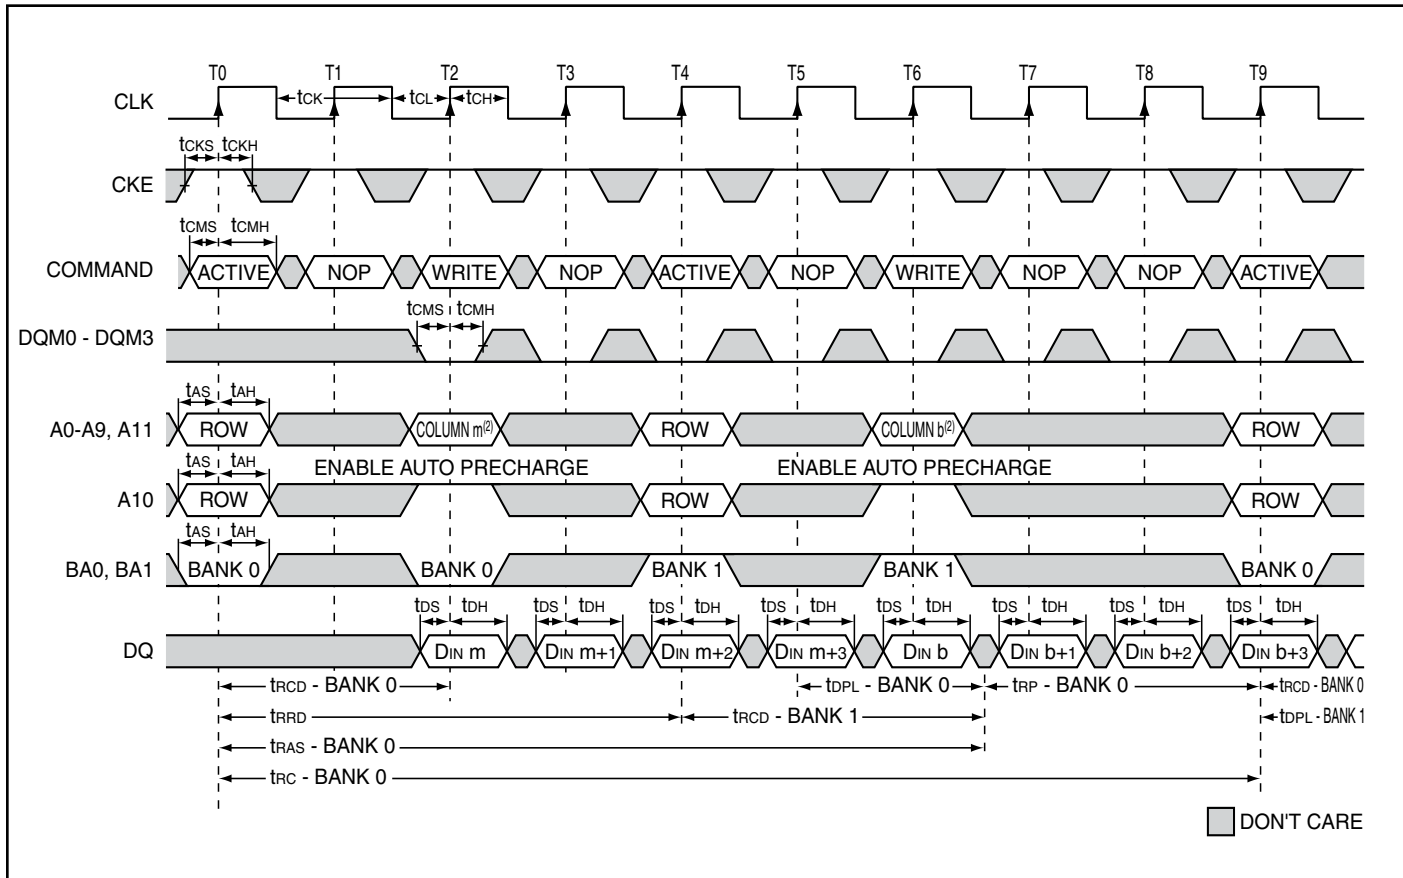 T0 T1 T2 T3 T4 T5 T6 T7 T8 T9
CLK tCK tCL tCH
tCKS tCKH
CKE
tCMS tCMH
COMMAND ACTIVE NOP WRITE NOP ACTIVE NOP WRITE NOP NOP ACTIVE
tCMS tCMH
DQM0 - DQM3
tAS tAH
A0-A9, A11 ROW COLUMN m(2) ROW COLUMN b(2) ROW
tAS tAH ENABLE AUTO PRECHARGE ENABLE AUTO PRECHARGE
A10 ROW ROW ROW
tAS tAH
BA0, BA1 BANK 0 BANK 0 BANK 1 BANK 1 BANK 0
tDS tDH tDS tDH tDS tDH tDS tDH tDS tDH tDS tDH tDS tDH tDS tDH
DQ DIN m DIN m+1 DIN m+2 DIN m+3 DIN b DIN b+1 DIN b+2 DIN b+3
tRCD - BANK 0 tDPL - BANK 0 tRP - BANK 0 tRCD - BANK 0
tRRD tRCD - BANK 1 tDPL - BANK 1
tRAS - BANK 0
tRC - BANK 0
DON'T CARE